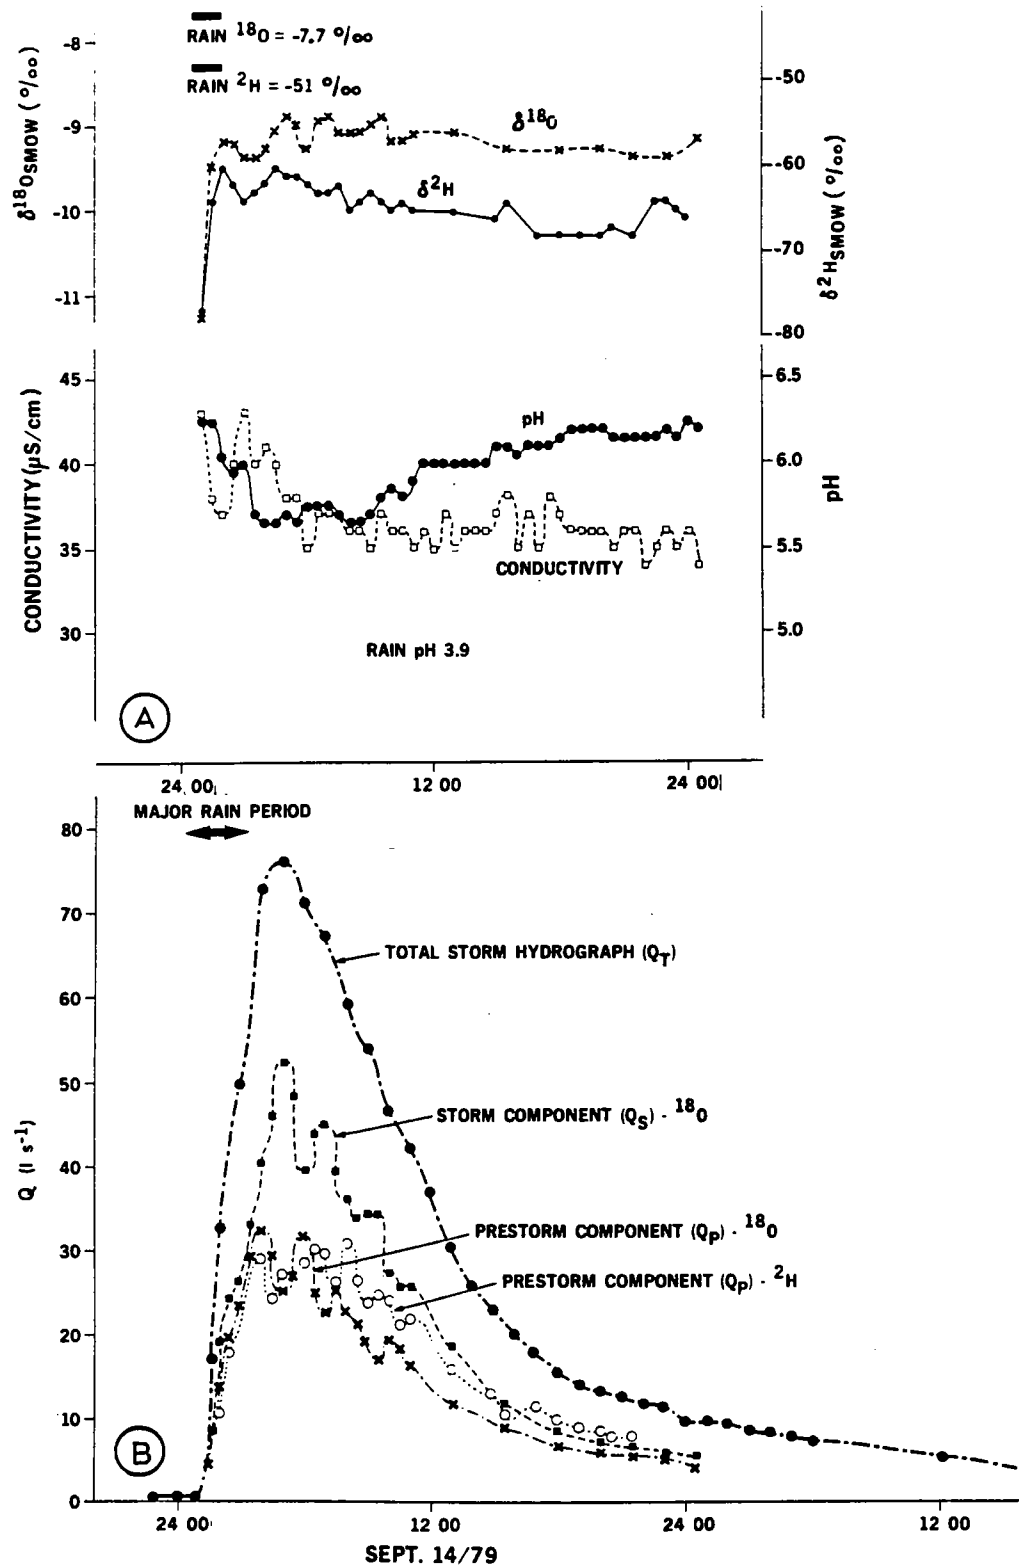 RAIN ¹⁸O = -7.7 °/∞
RAIN ²H = -51 °/∞
-8
-9
-10
-11
δ¹⁸O SMOW (°/∞)
-50
-60
-70
-80
δ²H SMOW (°/∞)
δ¹⁸O
δ²H
45
40
35
30
CONDUCTIVITY (µS/cm)
6.5
6.0
5.5
5.0
pH
pH
CONDUCTIVITY
RAIN pH 3.9
A
24 00
12 00
24 00
MAJOR RAIN PERIOD
80
70
60
50
40
30
20
10
0
Q (l s⁻¹)
TOTAL STORM HYDROGRAPH (Q_T)
STORM COMPONENT (Q_S) - ¹⁸O
PRESTORM COMPONENT (Q_P) - ¹⁸O
PRESTORM COMPONENT (Q_P) - ²H
B
24 00
12 00
24 00
12 00
SEPT. 14/79